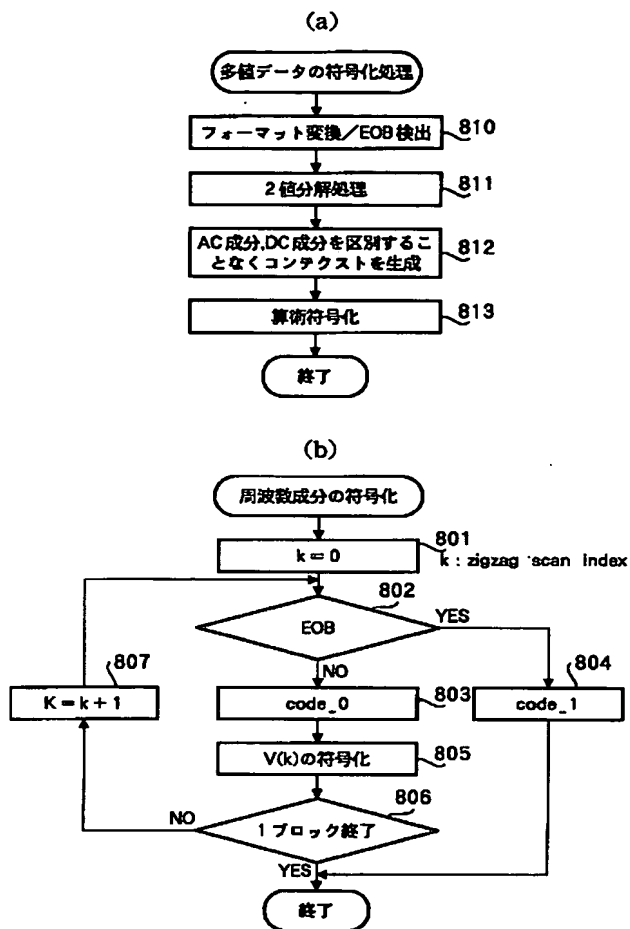 (a)
多値データの符号化処理
フォーマット変換／EOB検出
810
2値分解処理
811
AC成分,DC成分を区別するこ
となくコンテクストを生成
812
算術符号化
813
終了
(b)
周波数成分の符号化
801
k = 0
k : zigzag scan index
802
EOB
YES
NO
807
K = k + 1
code_0
803
804
code_1
V(k)の符号化
805
806
NO
1ブロック終了
YES
終了